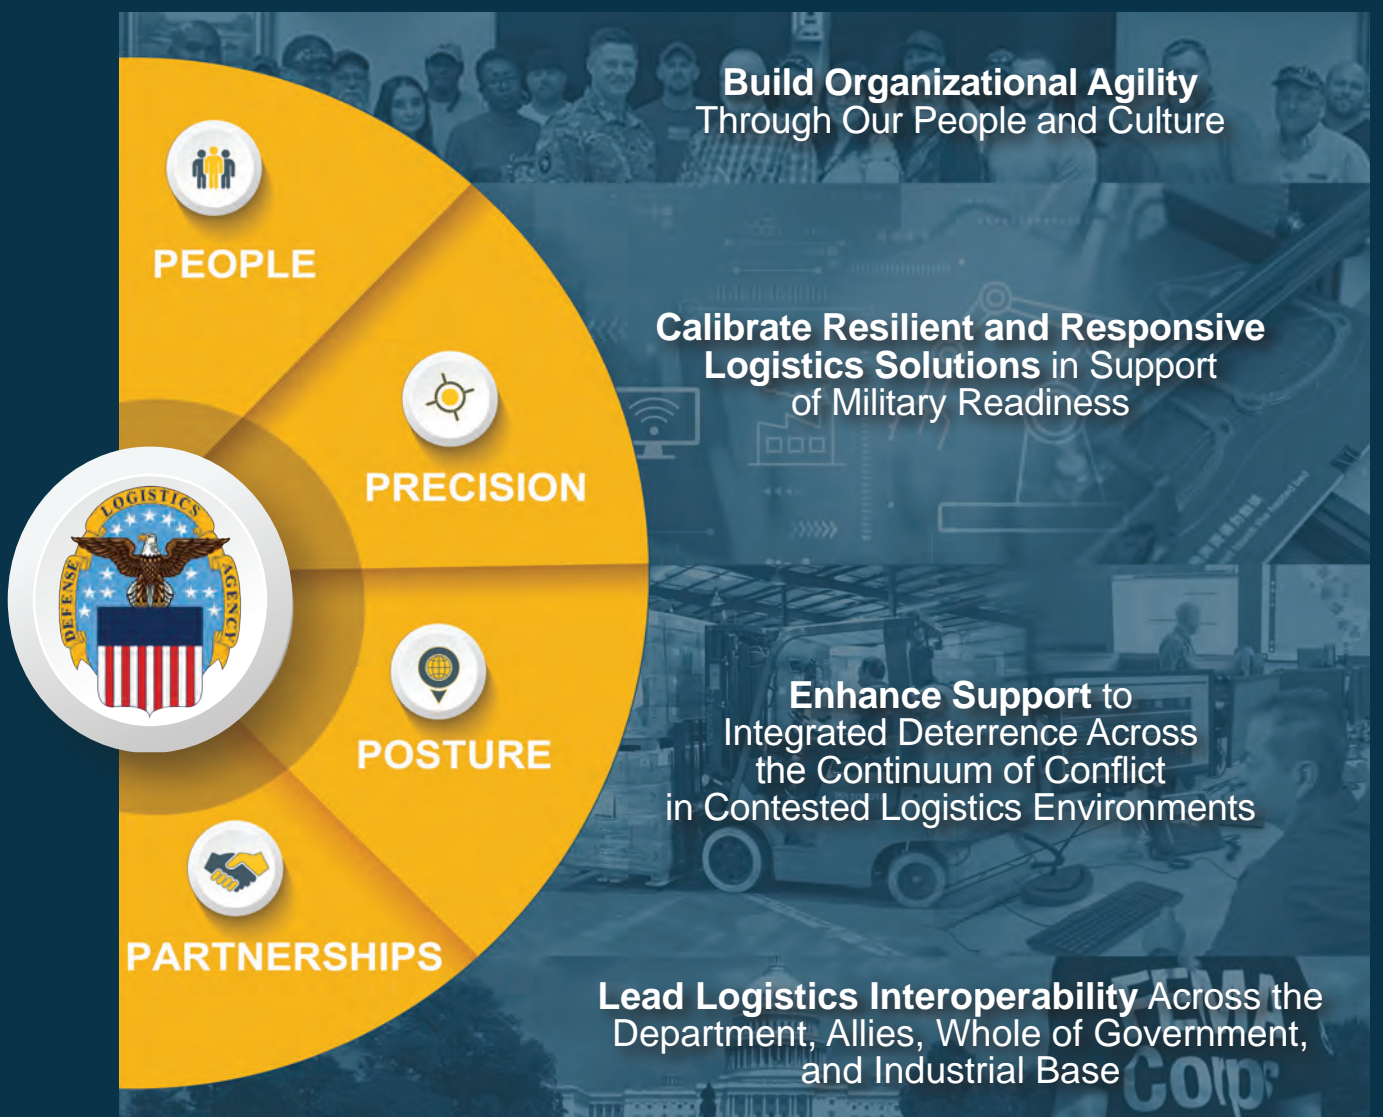 Build Organizational Agility
Through Our People and Culture
PEOPLE
Calibrate Resilient and Responsive
Logistics Solutions in Support
of Military Readiness
PRECISION
DEFENSE LOGISTICS AGENCY
Enhance Support to
Integrated Deterrence Across
the Continuum of Conflict
in Contested Logistics Environments
POSTURE
Lead Logistics Interoperability Across the
Department, Allies, Whole of Government,
and Industrial Base
PARTNERSHIPS
FEMA
Corps